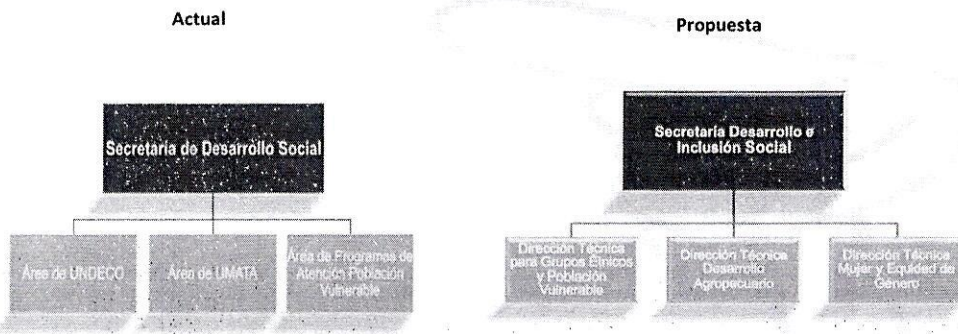 Actual
Secretaría de Desarrollo Social
Área de UNDECO
Área de UMATA
Área de Programas de
Atención Población
Vulnerable
Propuesta
Secretaría Desarrollo e
Inclusión Social
Dirección Técnica
para Grupos Étnicos
y Población
Vulnerable
Dirección Técnica
Desarrollo
Agropecuario
Dirección Técnica
Mujer y Equidad de
Género